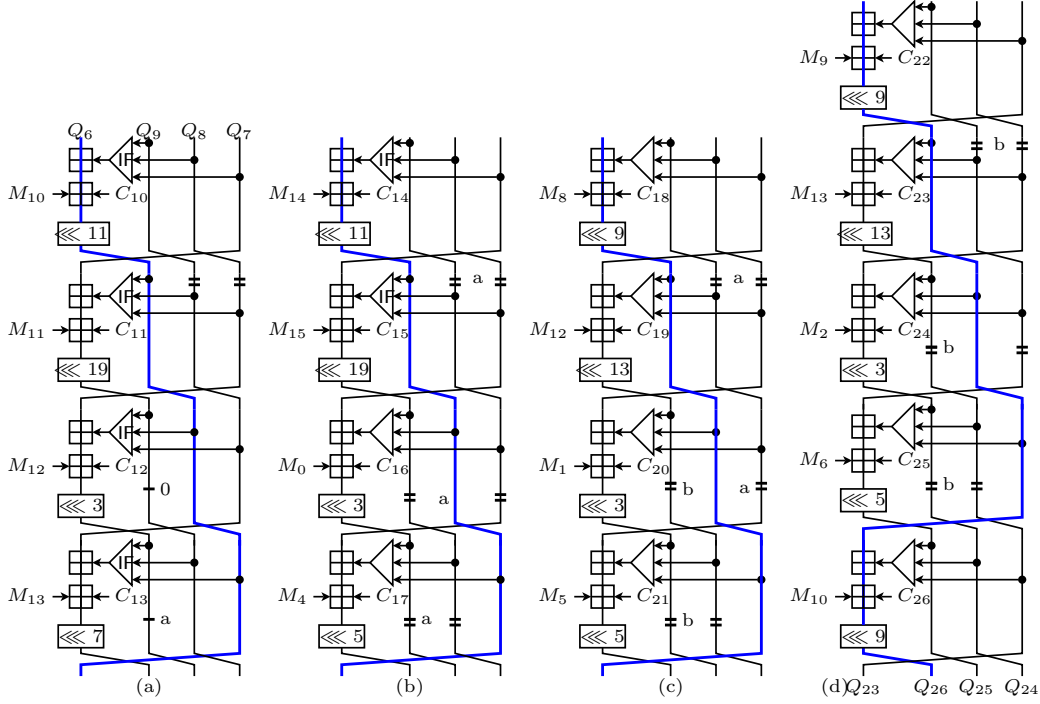 M₉ C₂₂
⋘ 9
Q₆ Q₉ Q₈ Q₇
b
IF IF
M₁₀ C₁₀ M₁₄ C₁₄ M₈ C₁₈ M₁₃ C₂₃
⋘ 11 ⋘ 11 ⋘ 9 ⋘ 13
a a
IF IF
M₁₁ C₁₁ M₁₅ C₁₅ M₁₂ C₁₉ M₂ C₂₄
b
⋘ 19 ⋘ 19 ⋘ 13 ⋘ 3
IF
M₁₂ C₁₂ M₀ C₁₆ M₁ C₂₀ M₆ C₂₅
0 b a b
⋘ 3 ⋘ 3 a ⋘ 3 ⋘ 5
IF
M₁₃ C₁₃ M₄ C₁₇ M₅ C₂₁ M₁₀ C₂₆
a a b
⋘ 7 ⋘ 5 ⋘ 5 ⋘ 9
(a) (b) (c) (d) Q₂₃ Q₂₆ Q₂₅ Q₂₄